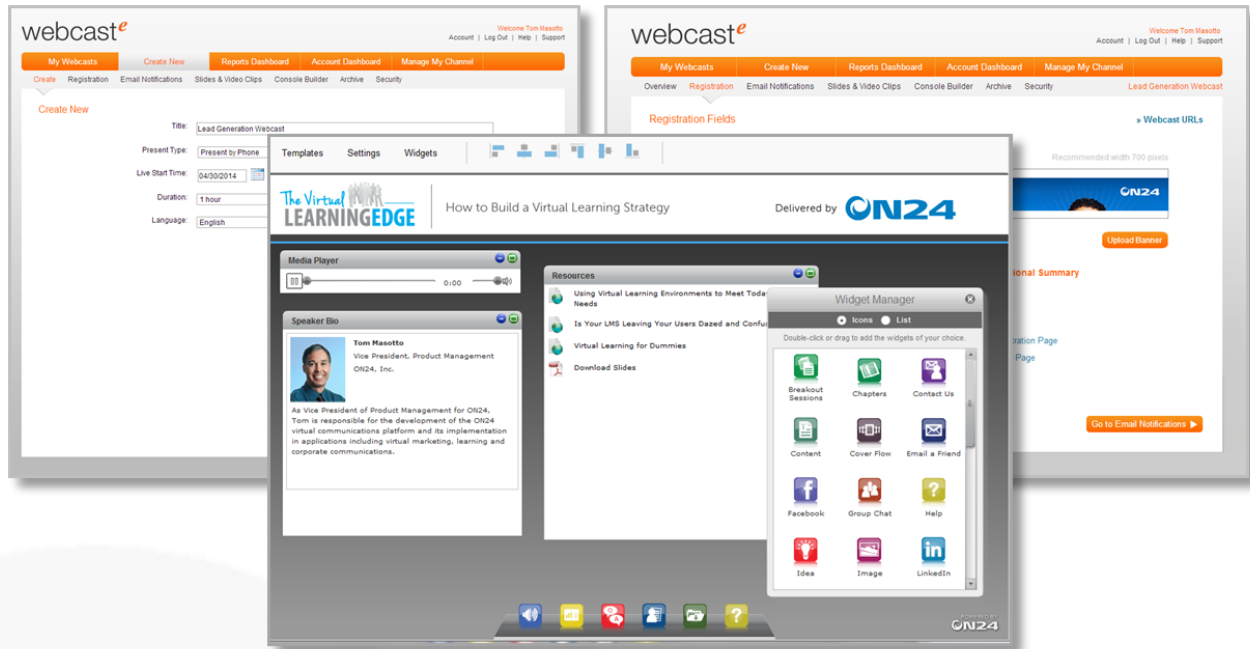 webcast e
Welcome Tom Masotto
Account | Log Out | Help | Support
My Webcasts Create New Reports Dashboard Account Dashboard Manage My Channel
Create Registration Email Notifications Slides & Video Clips Console Builder Archive Security
Create New
Title: Lead Generation Webcast
Present Type: Present by Phone
Live Start Time: 04/30/2014
Duration: 1 hour
Language: English
webcast e
Welcome Tom Masotto
Account | Log Out | Help | Support
My Webcasts Create New Reports Dashboard Account Dashboard Manage My Channel
Overview Registration Email Notifications Slides & Video Clips Console Builder Archive Security Lead Generation Webcast
Registration Fields
» Webcast URLs
Recommended width 700 pixels
ON24
Upload Banner
ional Summary
ration Page
Page
Go to Email Notifications
Templates Settings Widgets
The Virtual
LEARNINGEDGE
How to Build a Virtual Learning Strategy
Delivered by ON24
Media Player
0:00
Speaker Bio
Tom Masotto
Vice President, Product Management
ON24, Inc.
As Vice President of Product Management for ON24,
Tom is responsible for the development of the ON24
virtual communications platform and its implementation
in applications including virtual marketing, learning and
corporate communications.
Resources
Using Virtual Learning Environments to Meet Toda
Needs
Is Your LMS Leaving Your Users Dazed and Confu
Virtual Learning for Dummies
Download Slides
Widget Manager
Icons List
Double-click or drag to add the widgets of your choice.
Breakout
Sessions
Chapters
Contact Us
Content
Cover Flow
Email a Friend
Facebook
Group Chat
Help
Idea
Image
LinkedIn
Q
A
?
POWERED BY
ON24